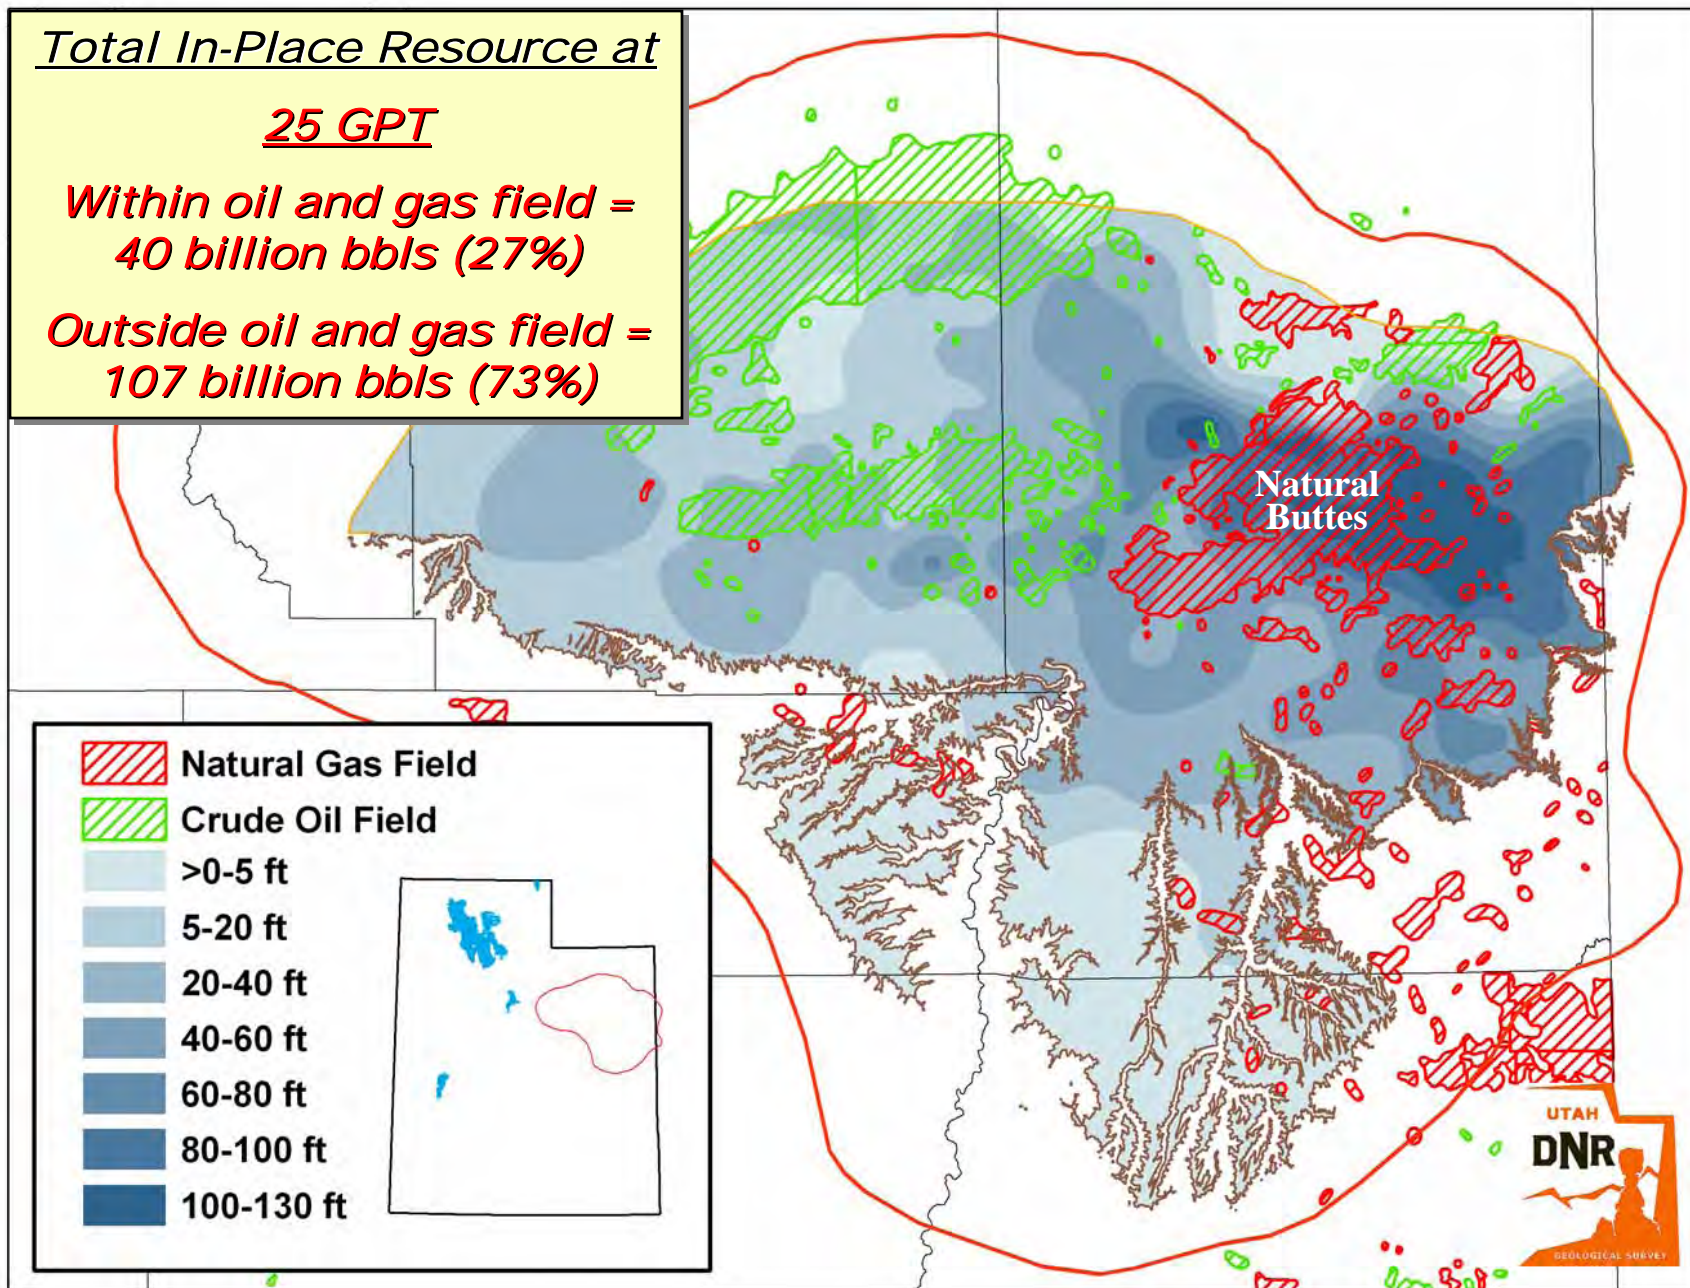 Total In-Place Resource at
25 GPT
Within oil and gas field =
40 billion bbls (27%)
Outside oil and gas field =
107 billion bbls (73%)
Natural
Buttes
Natural Gas Field
Crude Oil Field
>0-5 ft
5-20 ft
20-40 ft
40-60 ft
60-80 ft
80-100 ft
100-130 ft
UTAH
DNR
GEOLOGICAL SURVEY